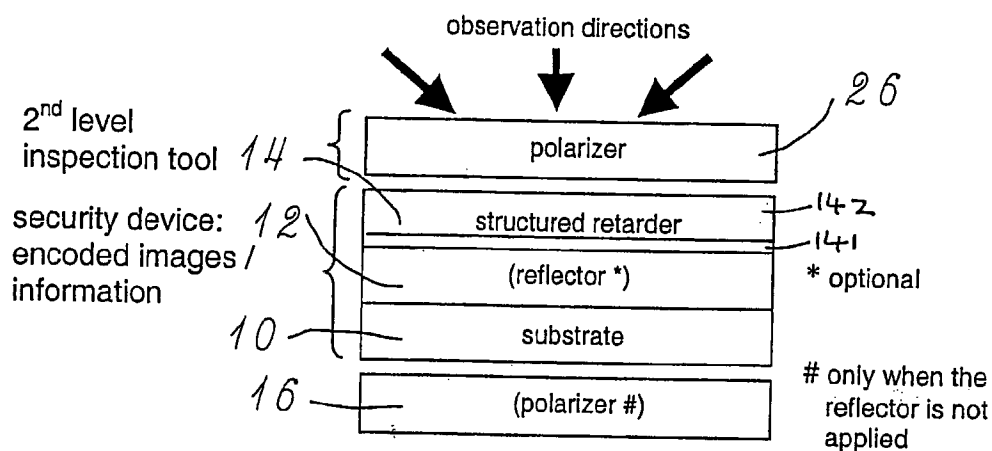 observation directions
26
2nd level
inspection tool
14
polarizer
security device:
encoded images /
information
12
structured retarder
142
141
(reflector *)
* optional
10
substrate
16
(polarizer #)
# only when the
reflector is not
applied